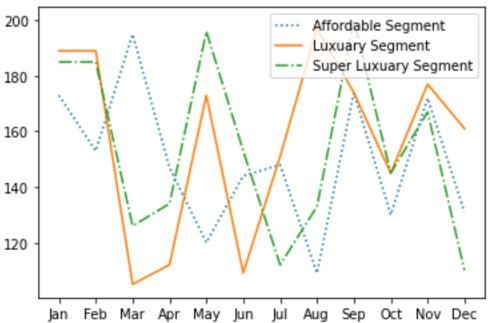 200
180
160
140
120
Affordable Segment
Luxuary Segment
Super Luxuary Segment
Jan Feb Mar Apr May Jun Jul Aug Sep Oct Nov Dec